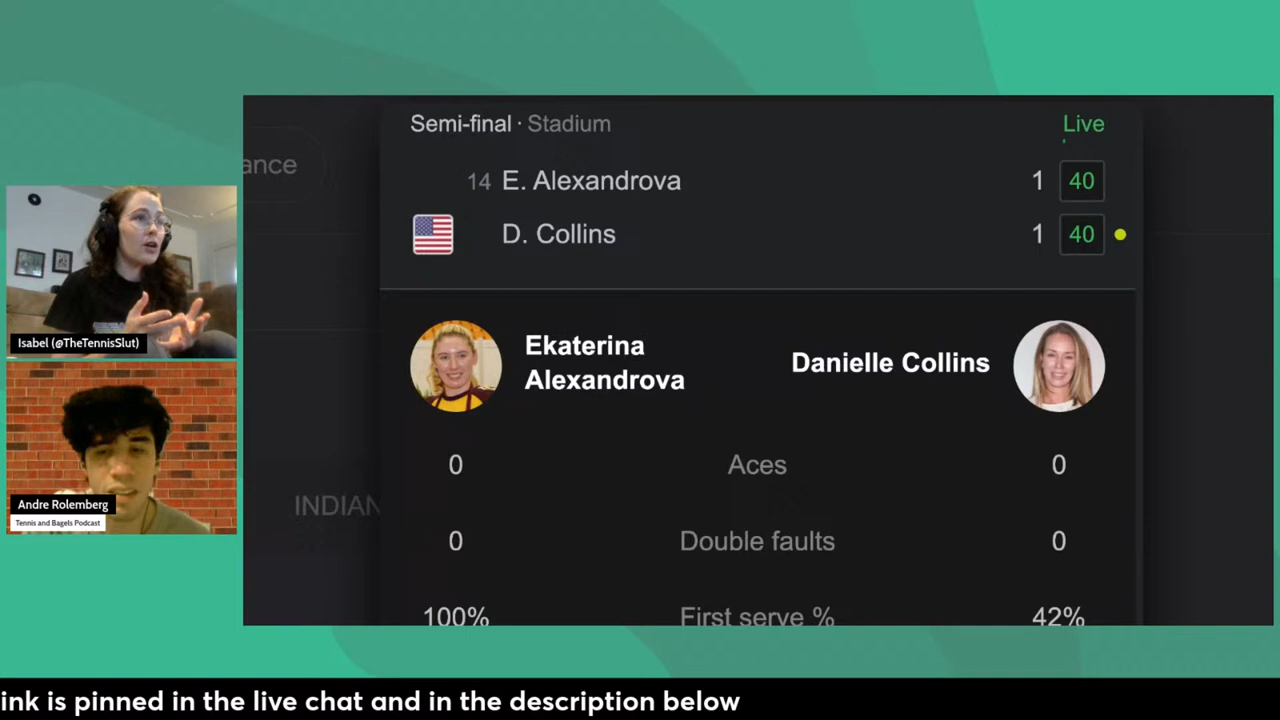 Semi-final · Stadium
Live
ance
14 E. Alexandrova 1 40
D. Collins 1 40
Ekaterina
Alexandrova
Danielle Collins
0 Aces 0
INDIAN
0 Double faults 0
100% First serve % 42%
Isabel (@TheTennisSlut)
Andre Rolemberg
Tennis and Bagels Podcast
ink is pinned in the live chat and in the description below